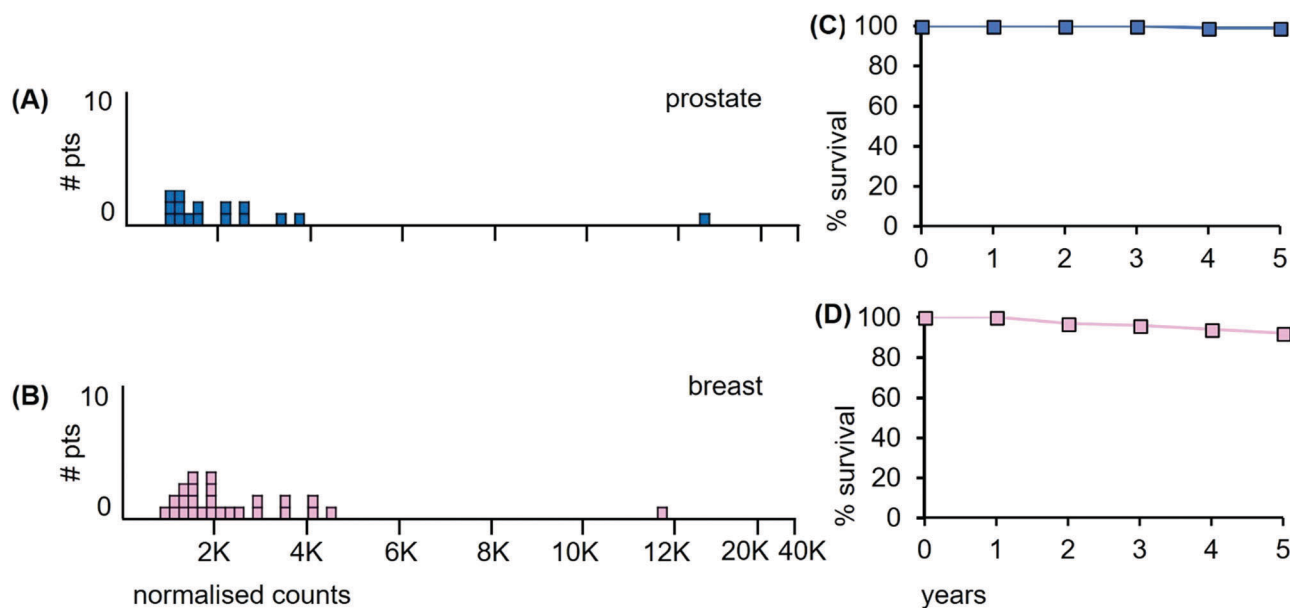 (A)
10
# pts
0
prostate
(C)
100
80
60
40
20
0
% survival
0 1 2 3 4 5
(B)
10
# pts
0
breast
2K 4K 6K 8K 10K 12K 20K 40K
normalised counts
(D)
100
80
60
40
20
0
% survival
0 1 2 3 4 5
years